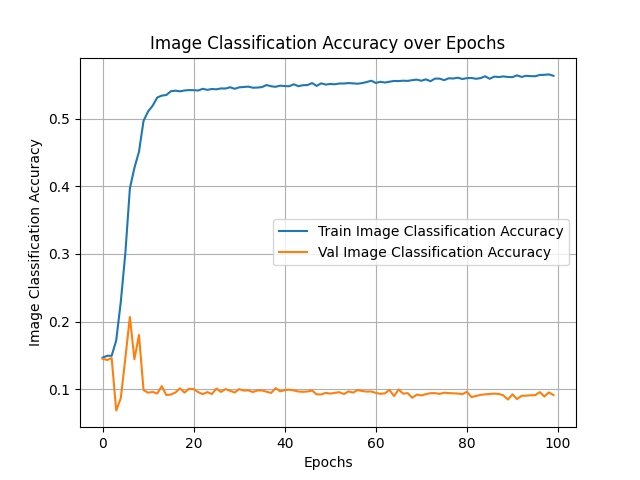 Image Classification Accuracy over Epochs
Image Classification Accuracy
0.5
0.4
0.3
0.2
0.1
Train Image Classification Accuracy
Val Image Classification Accuracy
0 20 40 60 80 100
Epochs